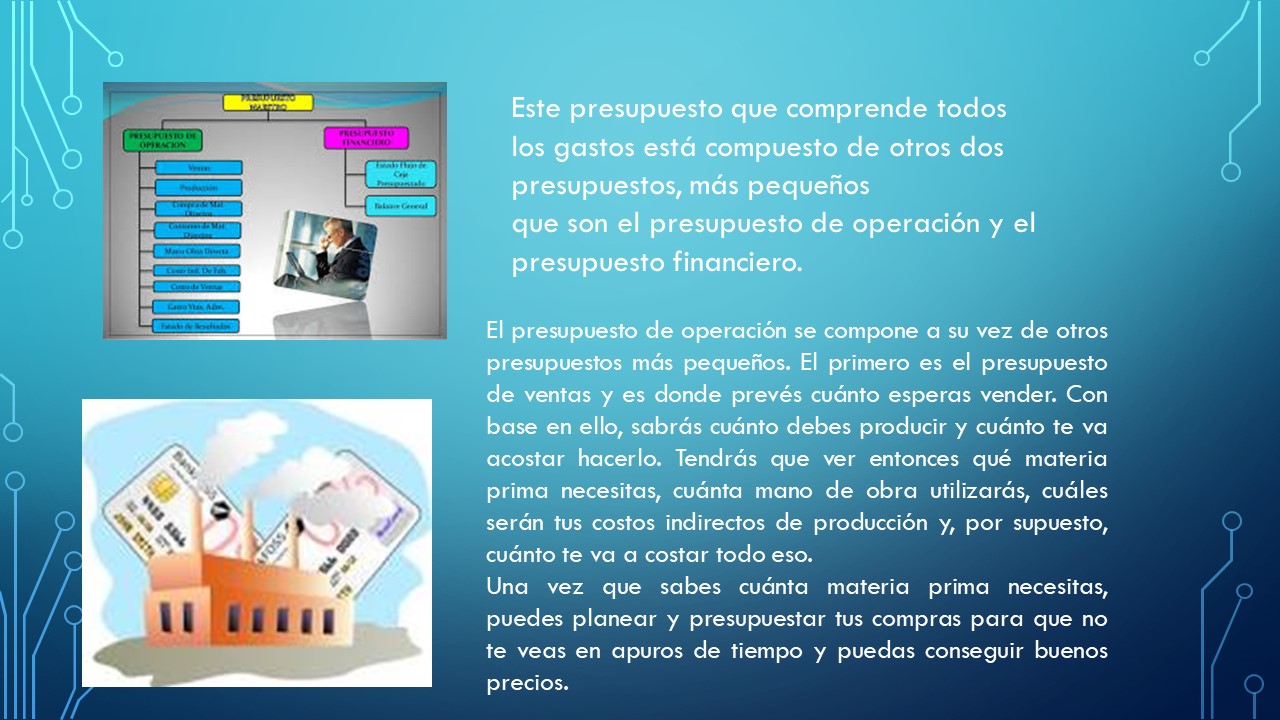 PRESUPUESTO
MAESTRO
PRESUPUESTO DE
OPERACION
PRESUPUESTO
FINANCIERO
Ventas
Producción
Compra de Mat.
Directos
Consumo de Mat.
Directos
Mano Obra Directa
Costo Ind. De Fab.
Costo de Ventas
Gasto Vtas. Adm.
Estado de Resultados
Estado Flujo de
Caja
Presupuestado
Balance General
Este presupuesto que comprende todos
los gastos está compuesto de otros dos
presupuestos, más pequeños
que son el presupuesto de operación y el
presupuesto financiero.
El presupuesto de operación se compone a su vez de otros
presupuestos más pequeños. El primero es el presupuesto
de ventas y es donde prevés cuánto esperas vender. Con
base en ello, sabrás cuánto debes producir y cuánto te va
acostar hacerlo. Tendrás que ver entonces qué materia
prima necesitas, cuánta mano de obra utilizarás, cuáles
serán tus costos indirectos de producción y, por supuesto,
cuánto te va a costar todo eso.
Una vez que sabes cuánta materia prima necesitas,
puedes planear y presupuestar tus compras para que no
te veas en apuros de tiempo y puedas conseguir buenos
precios.